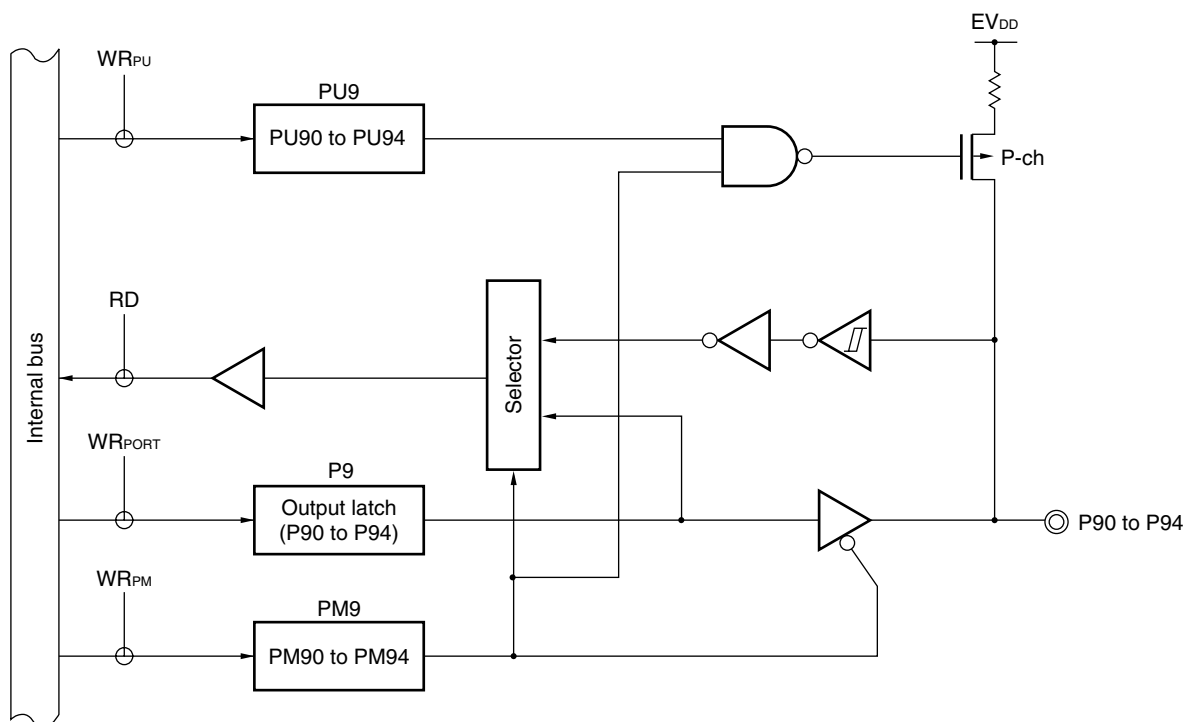 EVDD
WRPU
PU9
PU90 to PU94
P-ch
RD
Selector
Internal bus
WRPORT
P9
Output latch
(P90 to P94)
P90 to P94
WRPM
PM9
PM90 to PM94